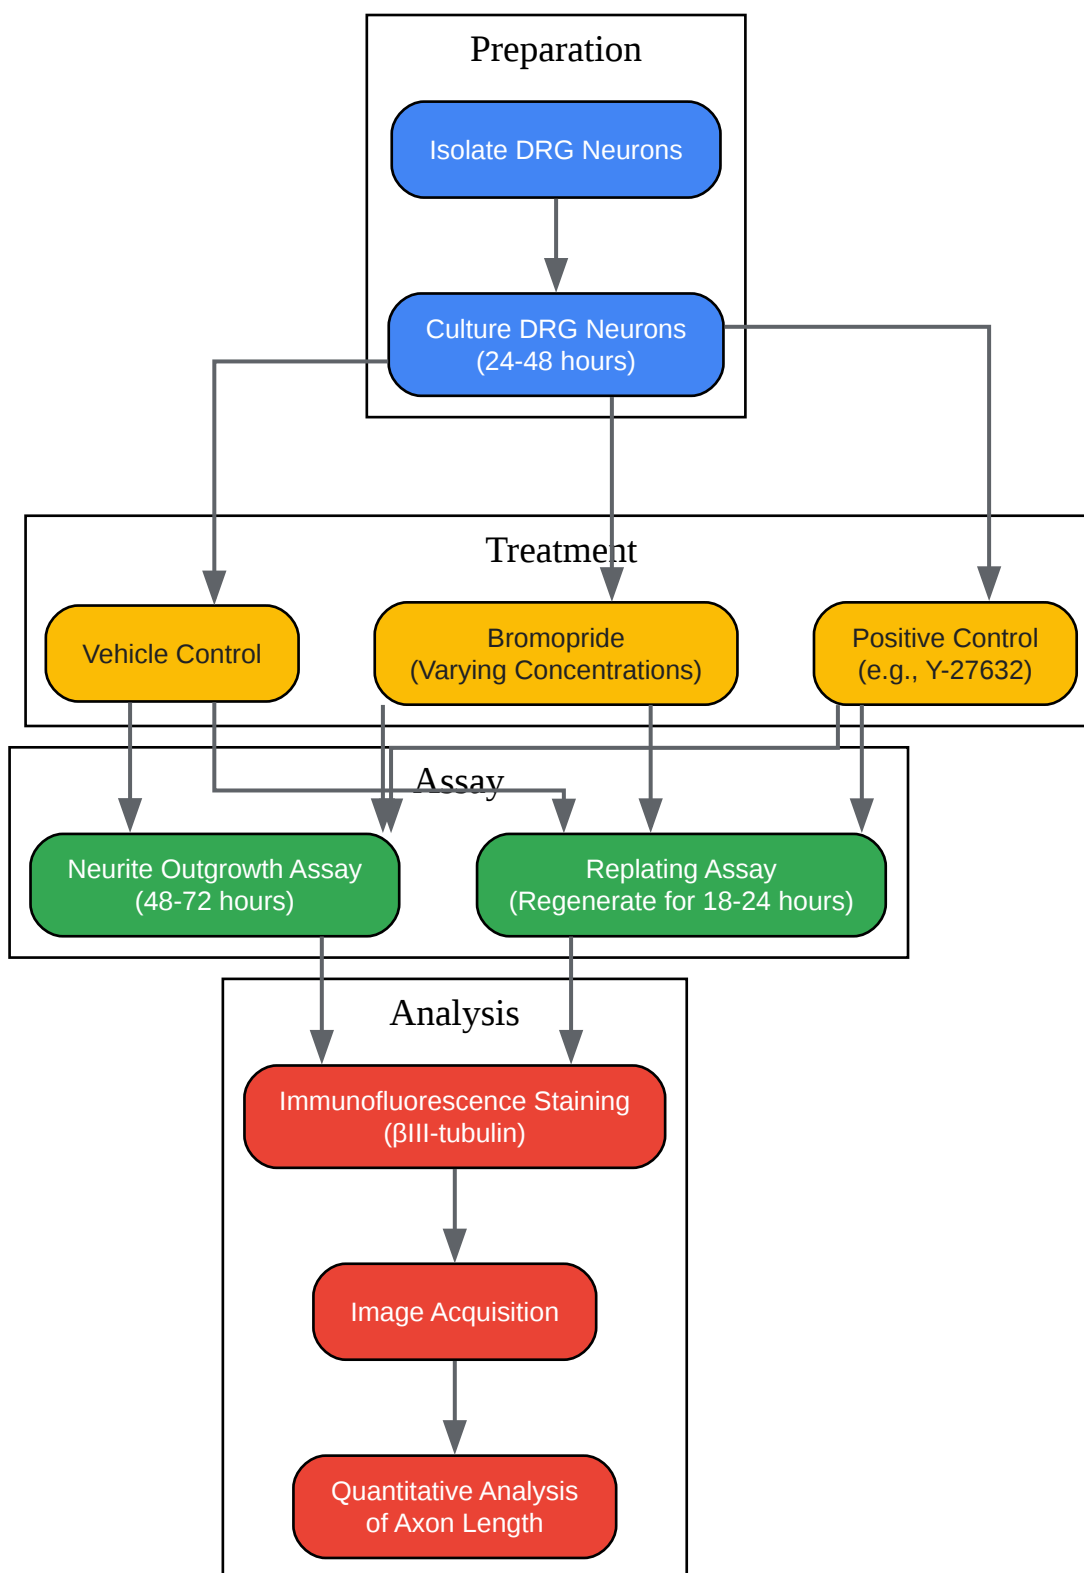 Preparation
Isolate DRG Neurons
Culture DRG Neurons
(24-48 hours)
Treatment
Vehicle Control
Bromopride
(Varying Concentrations)
Positive Control
(e.g., Y-27632)
Assay
Neurite Outgrowth Assay
(48-72 hours)
Replating Assay
(Regenerate for 18-24 hours)
Analysis
Immunofluorescence Staining
(βIII-tubulin)
Image Acquisition
Quantitative Analysis
of Axon Length